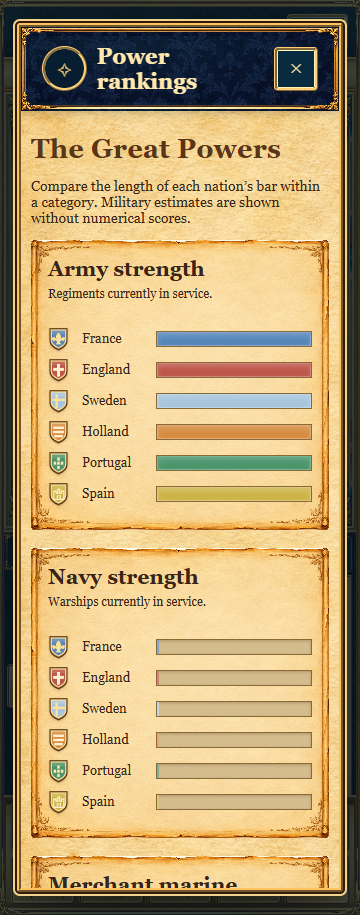 Power
rankings
The Great Powers
Compare the length of each nation’s bar within
a category. Military estimates are shown
without numerical scores.
Army strength
Regiments currently in service.
France
England
Sweden
Holland
Portugal
Spain
Navy strength
Warships currently in service.
France
England
Sweden
Holland
Portugal
Spain
Merchant marine